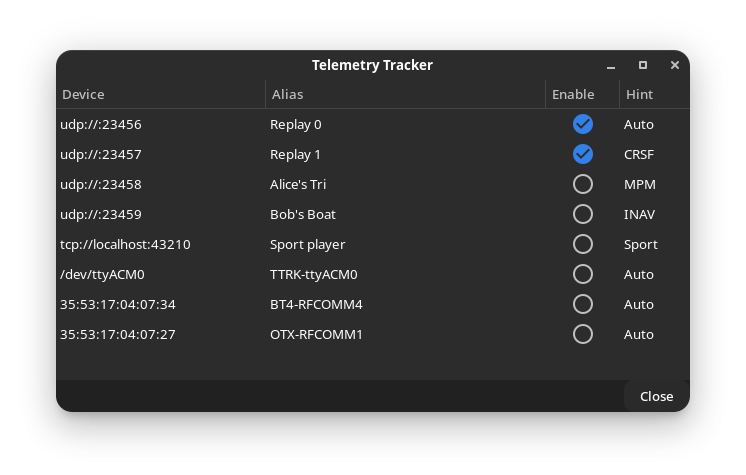 Telemetry Tracker
Device Alias Enable Hint
udp://:23456 Replay 0 Auto
udp://:23457 Replay 1 CRSF
udp://:23458 Alice's Tri MPM
udp://:23459 Bob's Boat INAV
tcp://localhost:43210 Sport player Sport
/dev/ttyACM0 TTRK-ttyACM0 Auto
35:53:17:04:07:34 BT4-RFCOMM4 Auto
35:53:17:04:07:27 OTX-RFCOMM1 Auto
Close